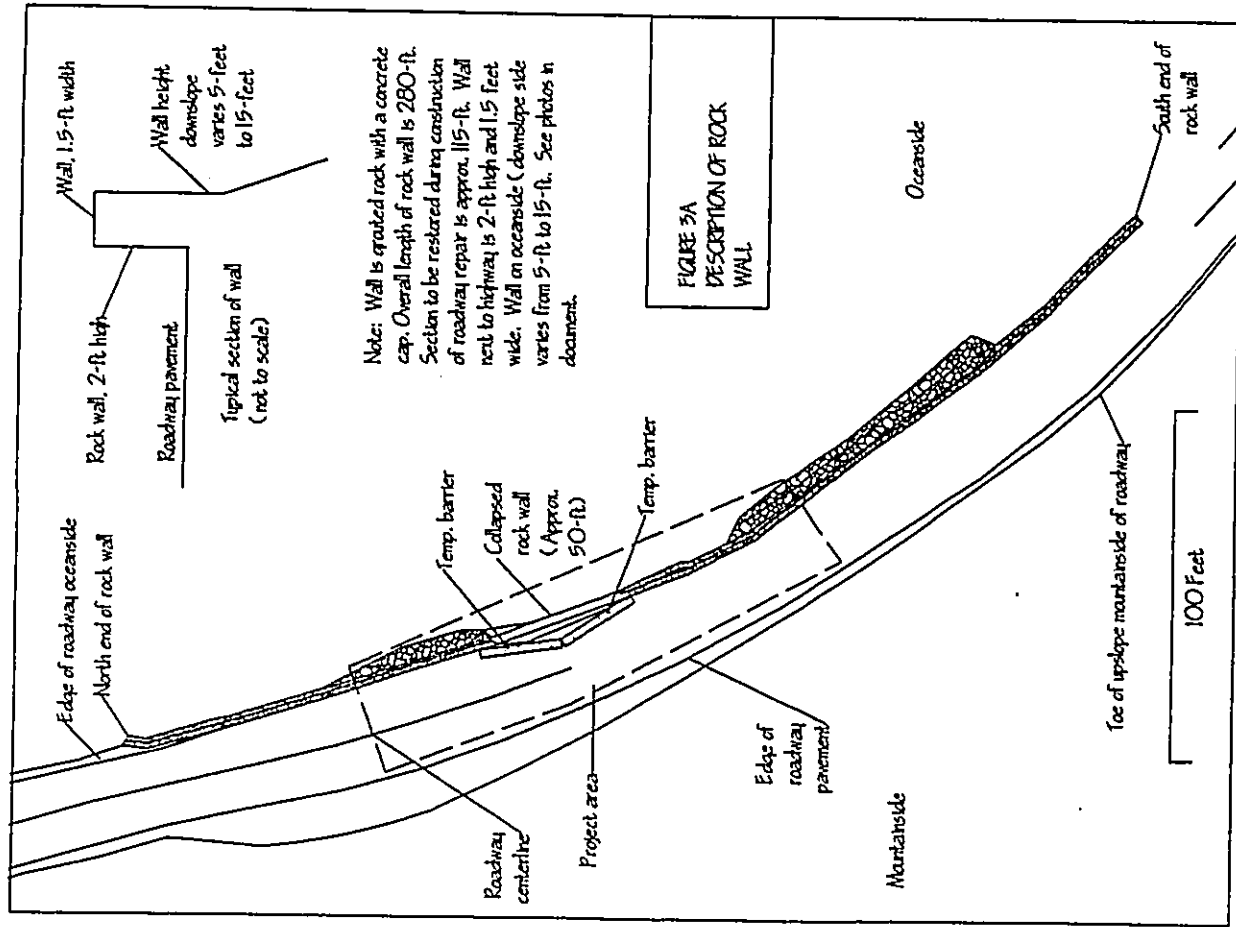 Wall, 1.5-ft width
Rock wall, 2-ft high
Wall height
downslope
varies 5-feet
to 15-feet
Roadway pavement
Typical section of wall
(not to scale)
Note: Wall is grouted rock with a concrete
cap. Overall length of rock wall is 280-ft.
Section to be restored during construction
of roadway repair is approx. 115-ft. Wall
next to highway is 2-ft high and 1.5 feet
wide. Wall on oceanside (downslope side
varies from 5-ft to 15-ft. See photos in
document.
Edge of roadway oceanside
North end of rock wall
Temp. barrier
Collapsed
rock wall
(Approx.
50-ft.)
Temp. barrier
FIGURE 3A
DESCRIPTION OF ROCK
WALL
Oceanside
South end of
rock wall
Roadway
centerline
Project area
Edge of
roadway
pavement
Mountainside
Toe of upslope mountainside of roadway
100 Feet